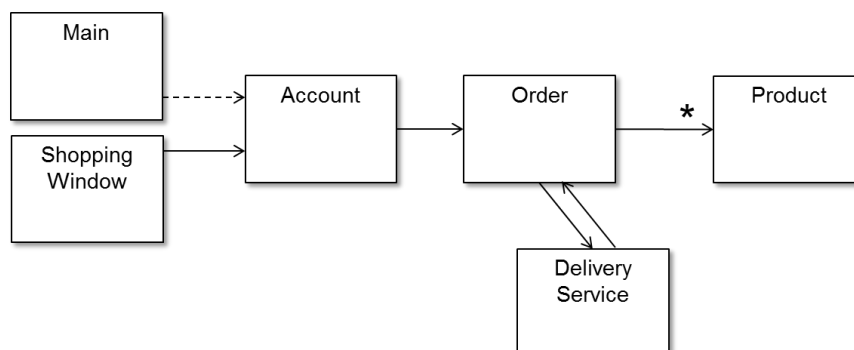 Main
Account
Order
*
Product
Shopping
Window
Delivery
Service